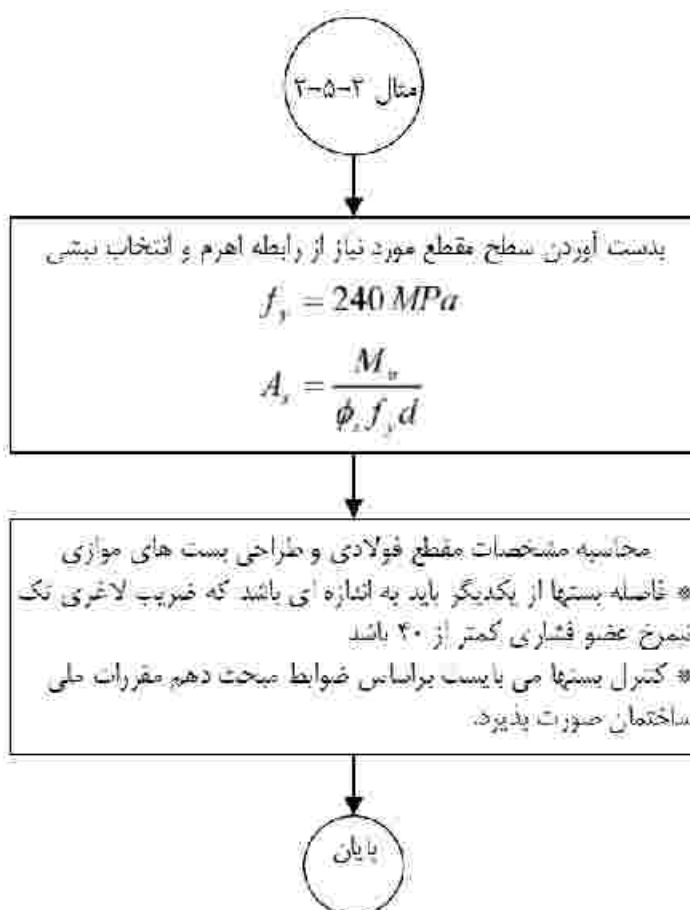 مثال ۳-۵-۲
بدست آوردن سطح مقطع مورد نیاز از رابطه اهرم و انتخاب نبشی
f_y = 240 MPa
A_s = M_u / φ_s f_y d
محاسبه مشخصات مقطع فولادی و طراحی بست های موازی
* فاصله بستها از یکدیگر باید به اندازه ای باشد که ضریب لاغری تک
نیمرخ عضو فشاری کمتر از ۴۰ باشد
* کنترل بستها می بایست براساس ضوابط مبحث دهم مقررات ملی
ساختمان صورت پذیرد.
پایان